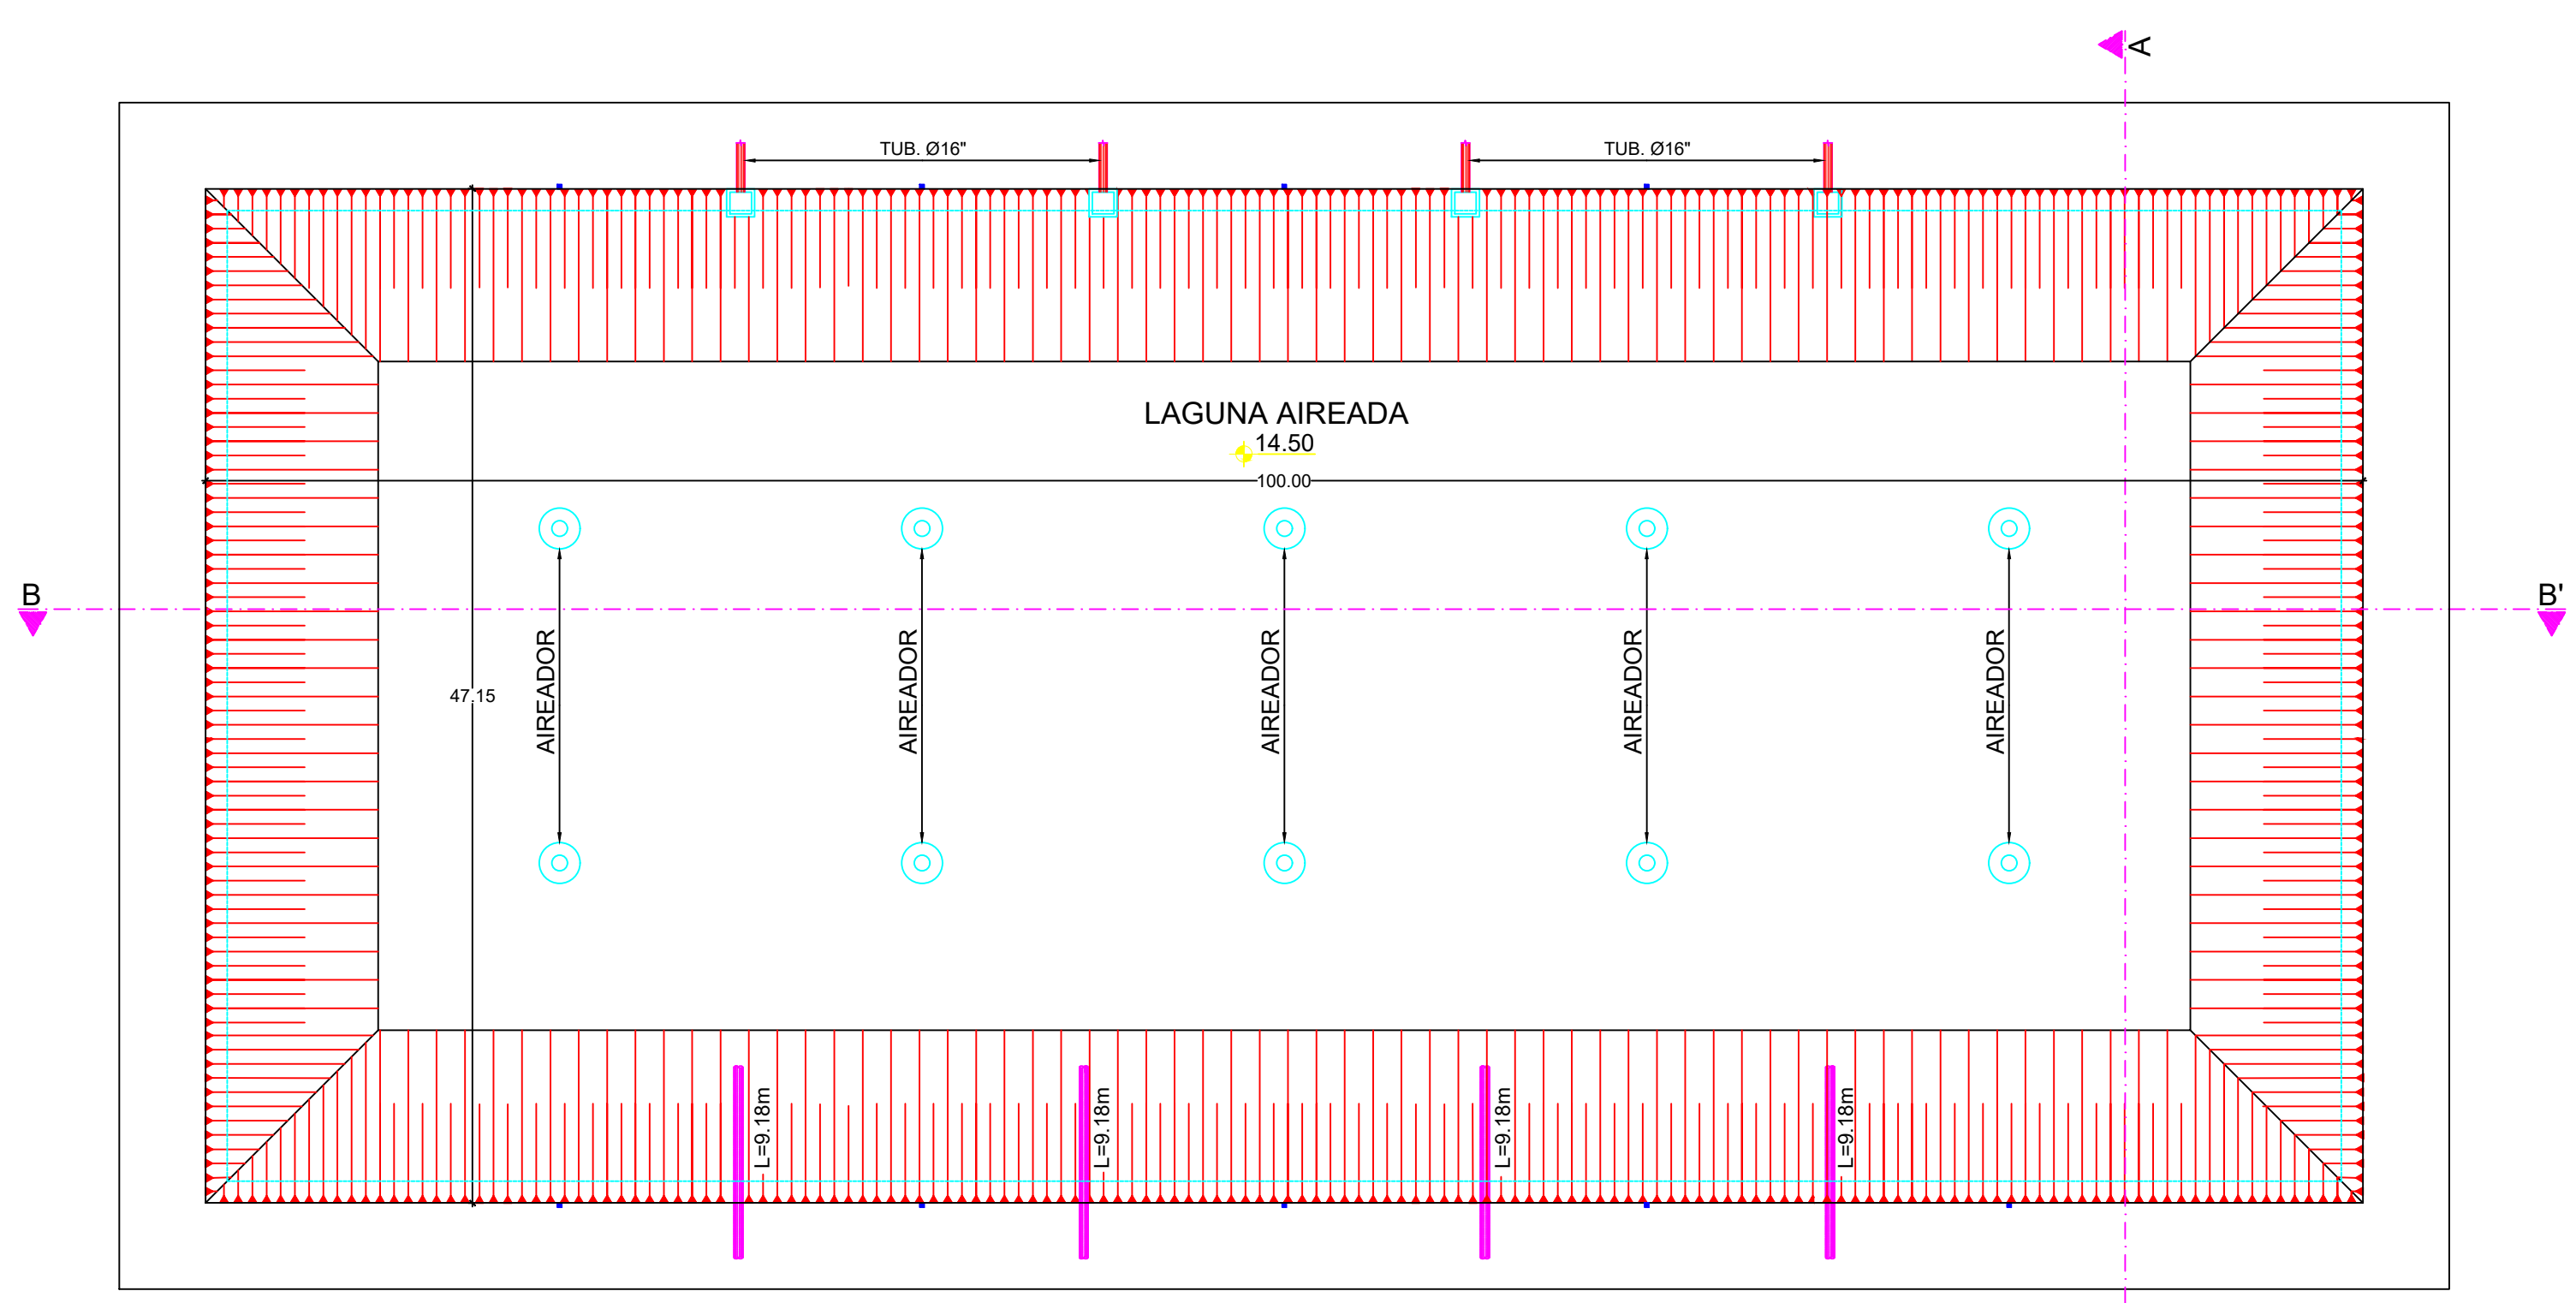 A
TUB. Ø16"
TUB. Ø16"
LAGUNA AIREADA
14.50
100.00
B
B'
47.15
AIREADOR
AIREADOR
AIREADOR
AIREADOR
AIREADOR
L=9.18m
L=9.18m
L=9.18m
L=9.18m